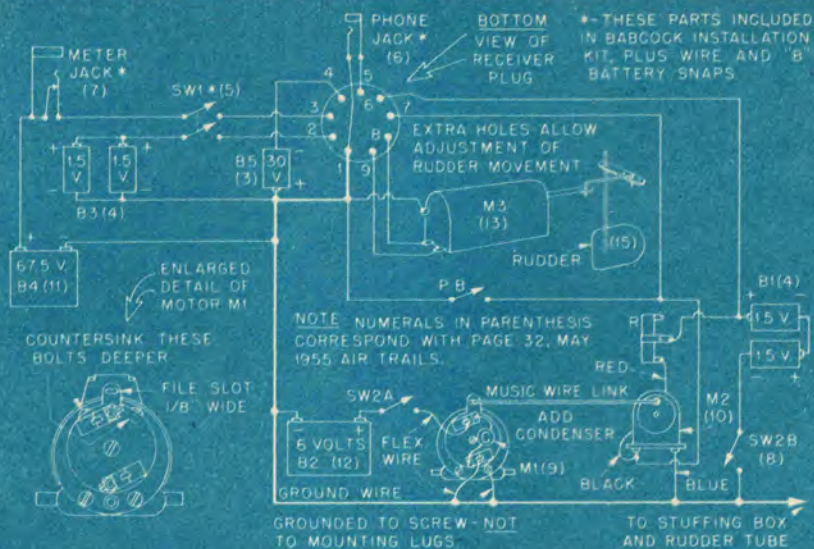 METER
JACK *
(7)
SW1 * (5)
PHONE
JACK *
(6)
BOTTOM
VIEW OF
RECEIVER
PLUG
*-THESE PARTS INCLUDED
IN BABCOCK INSTALLATION
KIT, PLUS WIRE AND "B"
BATTERY SNAPS
4
5
3
6
7
2
8
1
9
+
+
1.5
V
1.5
V
-
-
B3 (4)
B5
(3)
30
V
-
+
EXTRA HOLES ALLOW
ADJUSTMENT OF
RUDDER MOVEMENT
M3
(13)
RUDDER
(15)
+
-
67.5 V.
B4 (11)
ENLARGED
DETAIL OF
MOTOR M1
COUNTERSINK THESE
BOLTS DEEPER
FILE SLOT
1/8" WIDE
P B
NOTE NUMERALS IN PARENTHESIS
CORRESPOND WITH PAGE 32, MAY
1955 AIR TRAILS.
R
RED
B1 (4)
+
-
1.5 V.
1.5 V.
-
+
SW2A
MUSIC WIRE LINK
ADD
CONDENSER
M2
(10)
-
+
6 VOLTS
B2 (12)
FLEX
WIRE
C
M1 (9)
SW2B
(8)
BLACK
BLUE
GROUND WIRE
GROUNDED TO SCREW-NOT
TO MOUNTING LUGS
TO STUFFING BOX
AND RUDDER TUBE